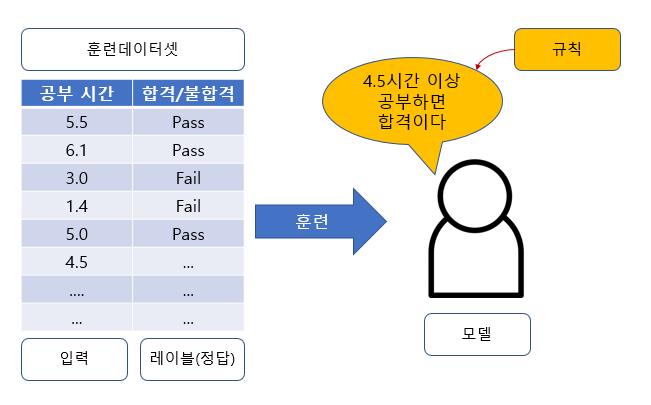 훈련데이터셋
공부 시간 합격/불합격
5.5 Pass
6.1 Pass
3.0 Fail
1.4 Fail
5.0 Pass
4.5 ...
.... ...
... ...
입력
레이블(정답)
훈련
4.5시간 이상
공부하면
합격이다
규칙
모델